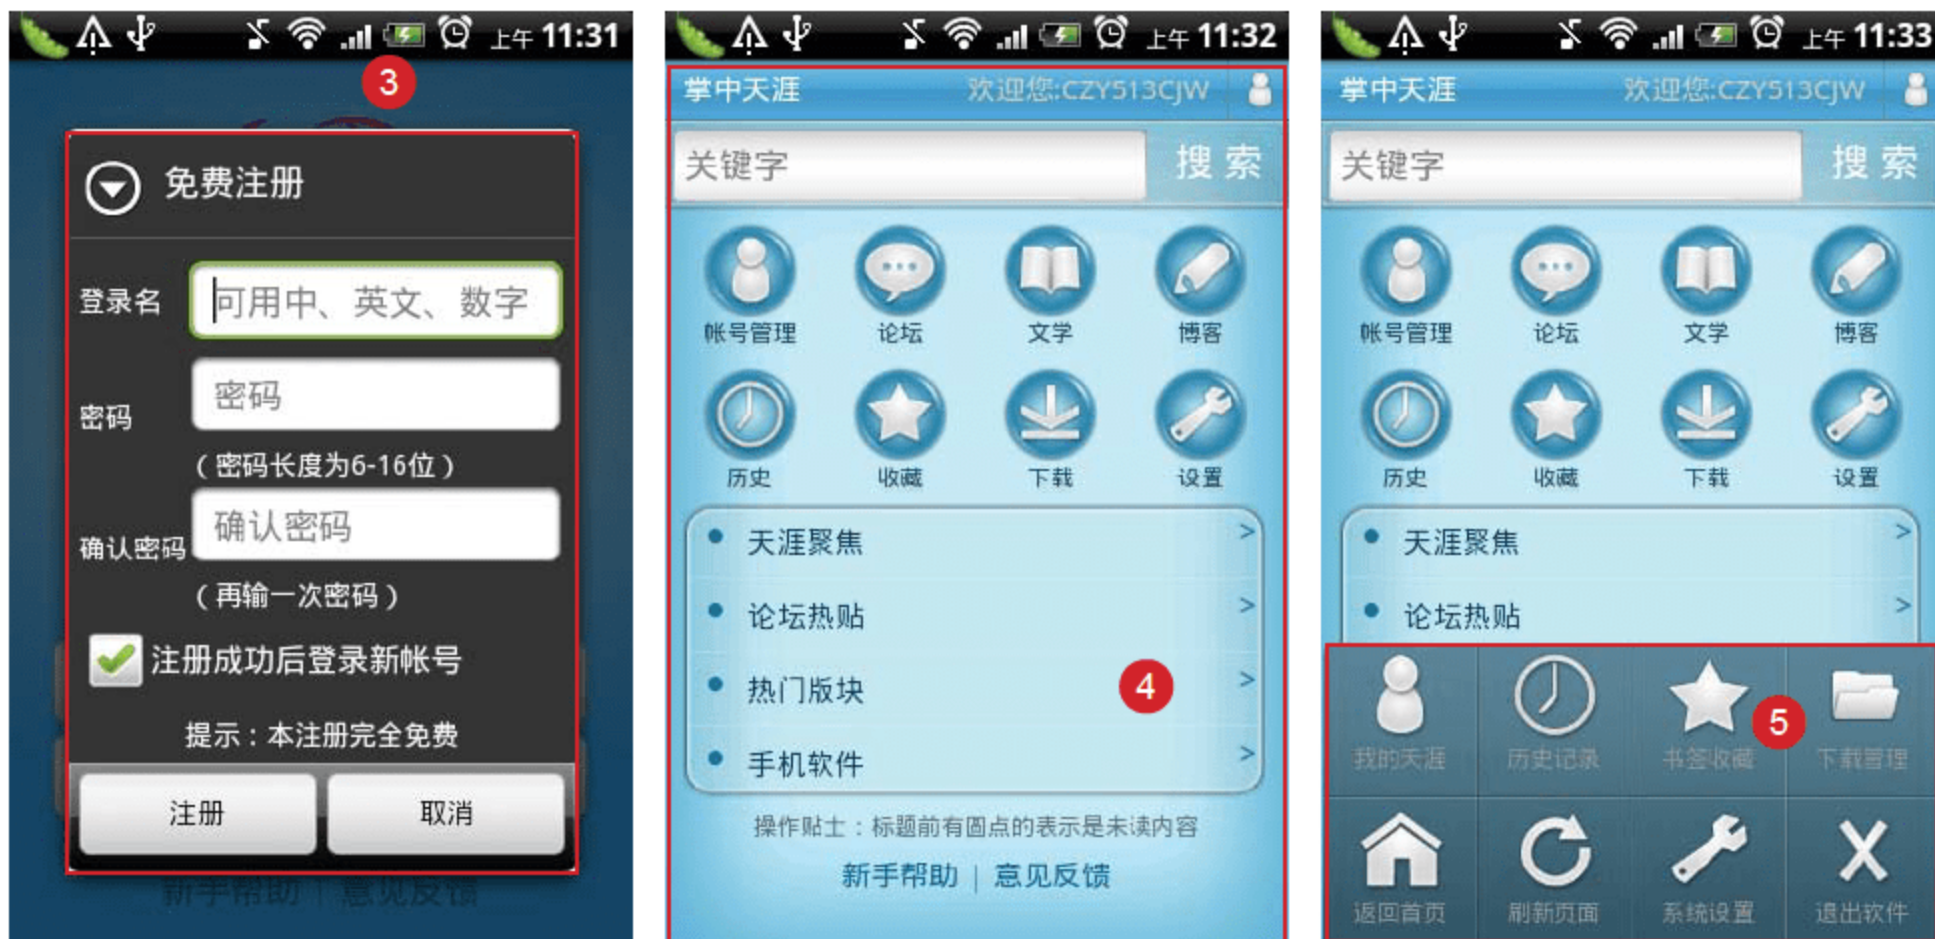 上午 11:31
3
免费注册
登录名
可用中、英文、数字
密码
密码
（密码长度为6-16位）
确认密码
确认密码
（再输一次密码）
注册成功后登录新帐号
提示：本注册完全免费
注册
取消
新手帮助 | 意见反馈
上午 11:32
掌中天涯
欢迎您:CZY513CJW
关键字
搜 索
帐号管理
论坛
文学
博客
历史
收藏
下载
设置
天涯聚焦 >
论坛热贴 >
热门版块 >
4
手机软件 >
操作贴士：标题前有圆点的表示是未读内容
新手帮助 | 意见反馈
上午 11:33
掌中天涯
欢迎您:CZY513CJW
关键字
搜 索
帐号管理
论坛
文学
博客
历史
收藏
下载
设置
天涯聚焦 >
论坛热贴 >
5
我的天涯
历史记录
书签收藏
下载管理
返回首页
刷新页面
系统设置
退出软件